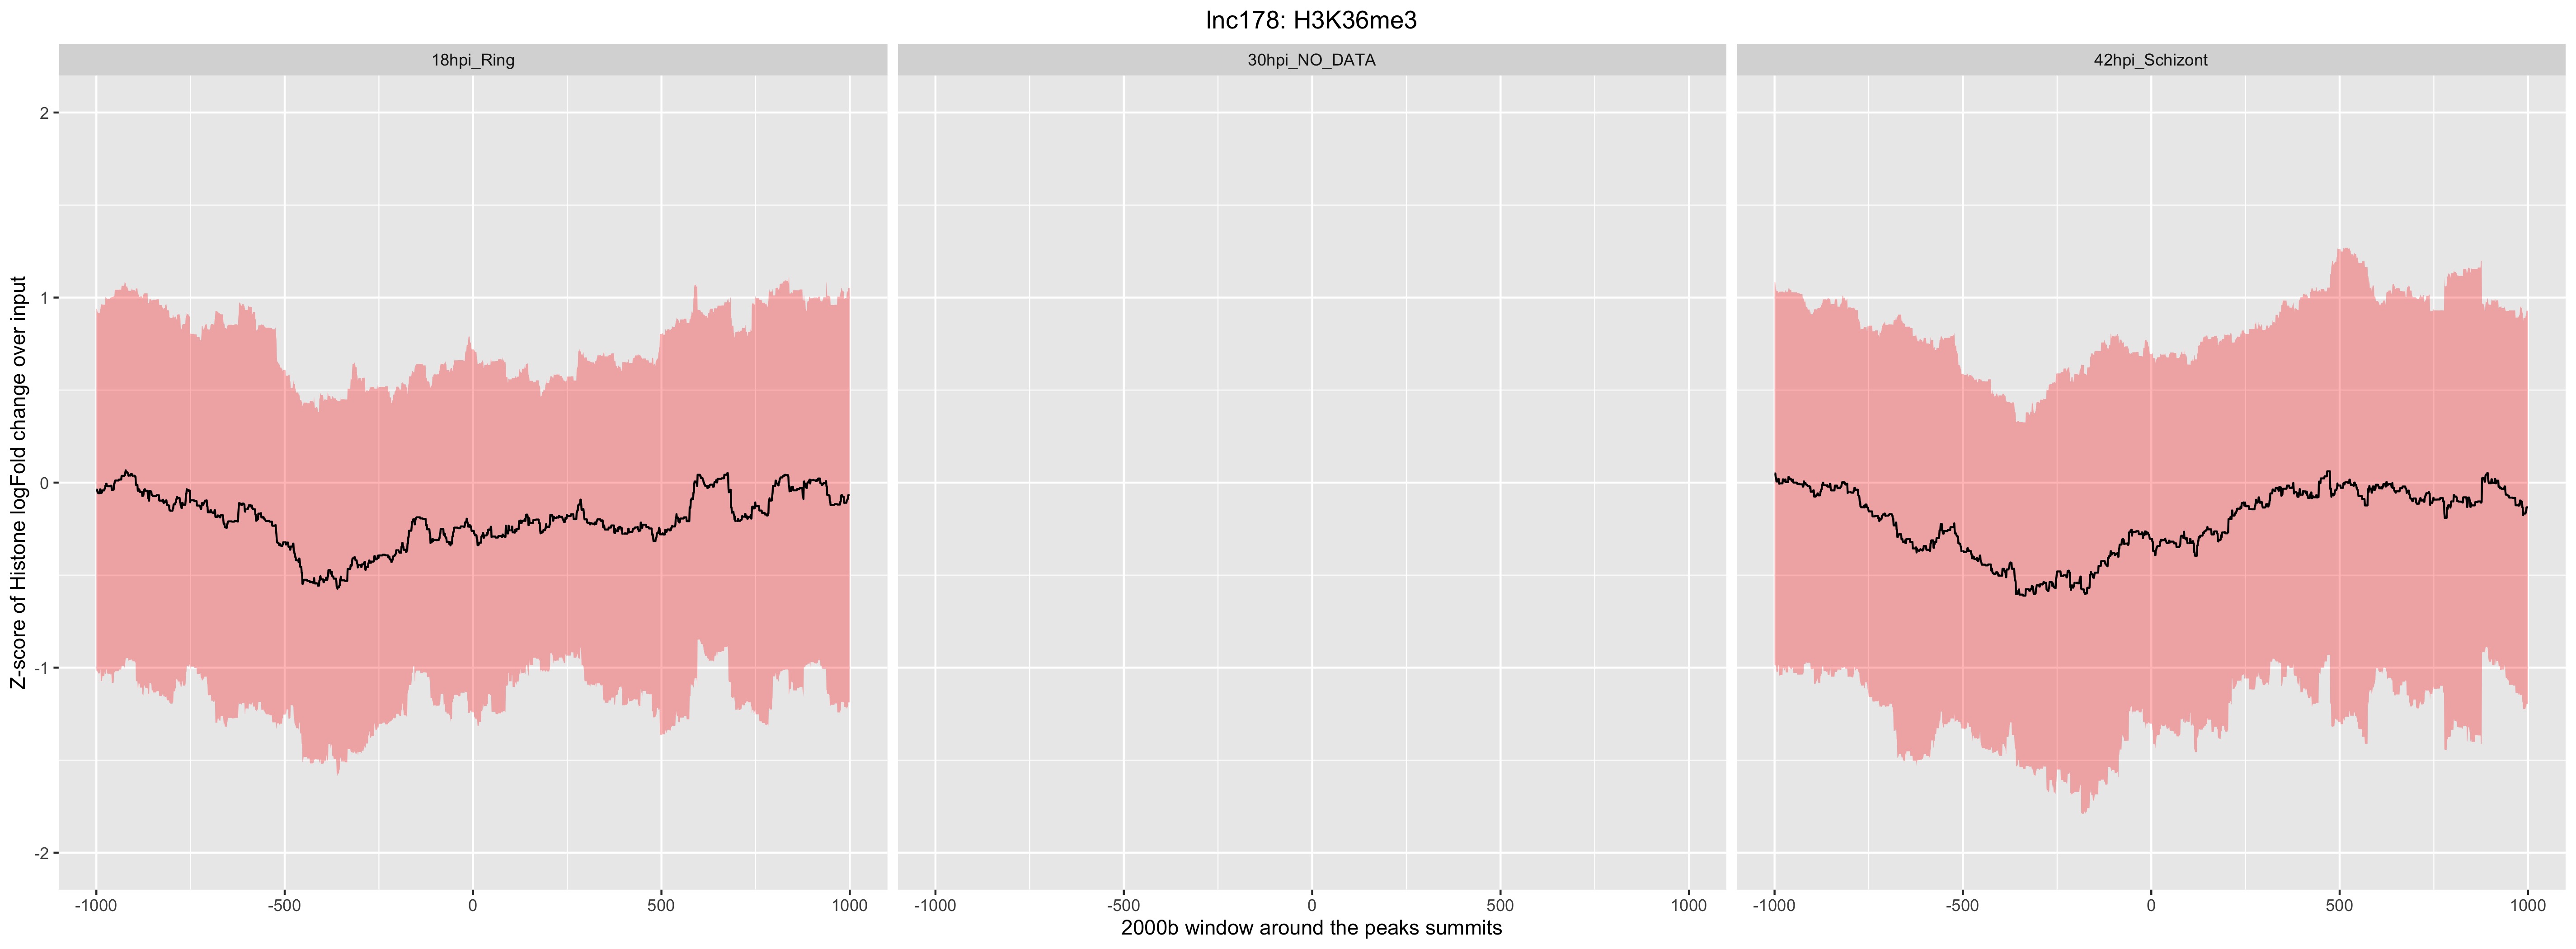 lnc178: H3K36me3
18hpi_Ring
30hpi_NO_DATA
42hpi_Schizont
Z-score of Histone logFold change over input
2
1
0
-1
-2
-1000 -500 0 500 1000
-1000 -500 0 500 1000
-1000 -500 0 500 1000
2000b window around the peaks summits